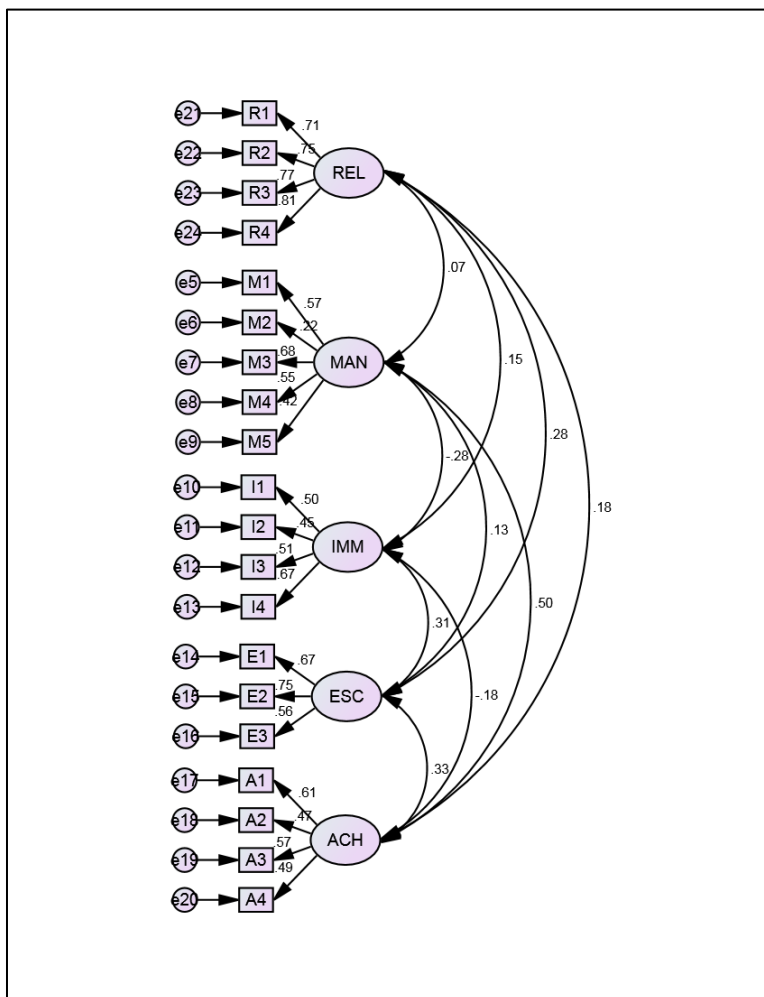 e21 R1 .71
e22 R2 .75
REL
e23 R3 .77
e24 R4 .81
e5 M1 .57
.07
e6 M2 .22
e7 M3 .68
MAN
.15
e8 M4 .55
e9 M5 .42
.28
-.28
e10 I1 .50
.18
e11 I2 .45
.13
IMM
e12 I3 .51
e13 I4 .67
.50
.31
e14 E1 .67
e15 E2 .75
ESC
-.18
e16 E3 .56
.33
e17 A1 .61
e18 A2 .47
ACH
e19 A3 .57
e20 A4 .49